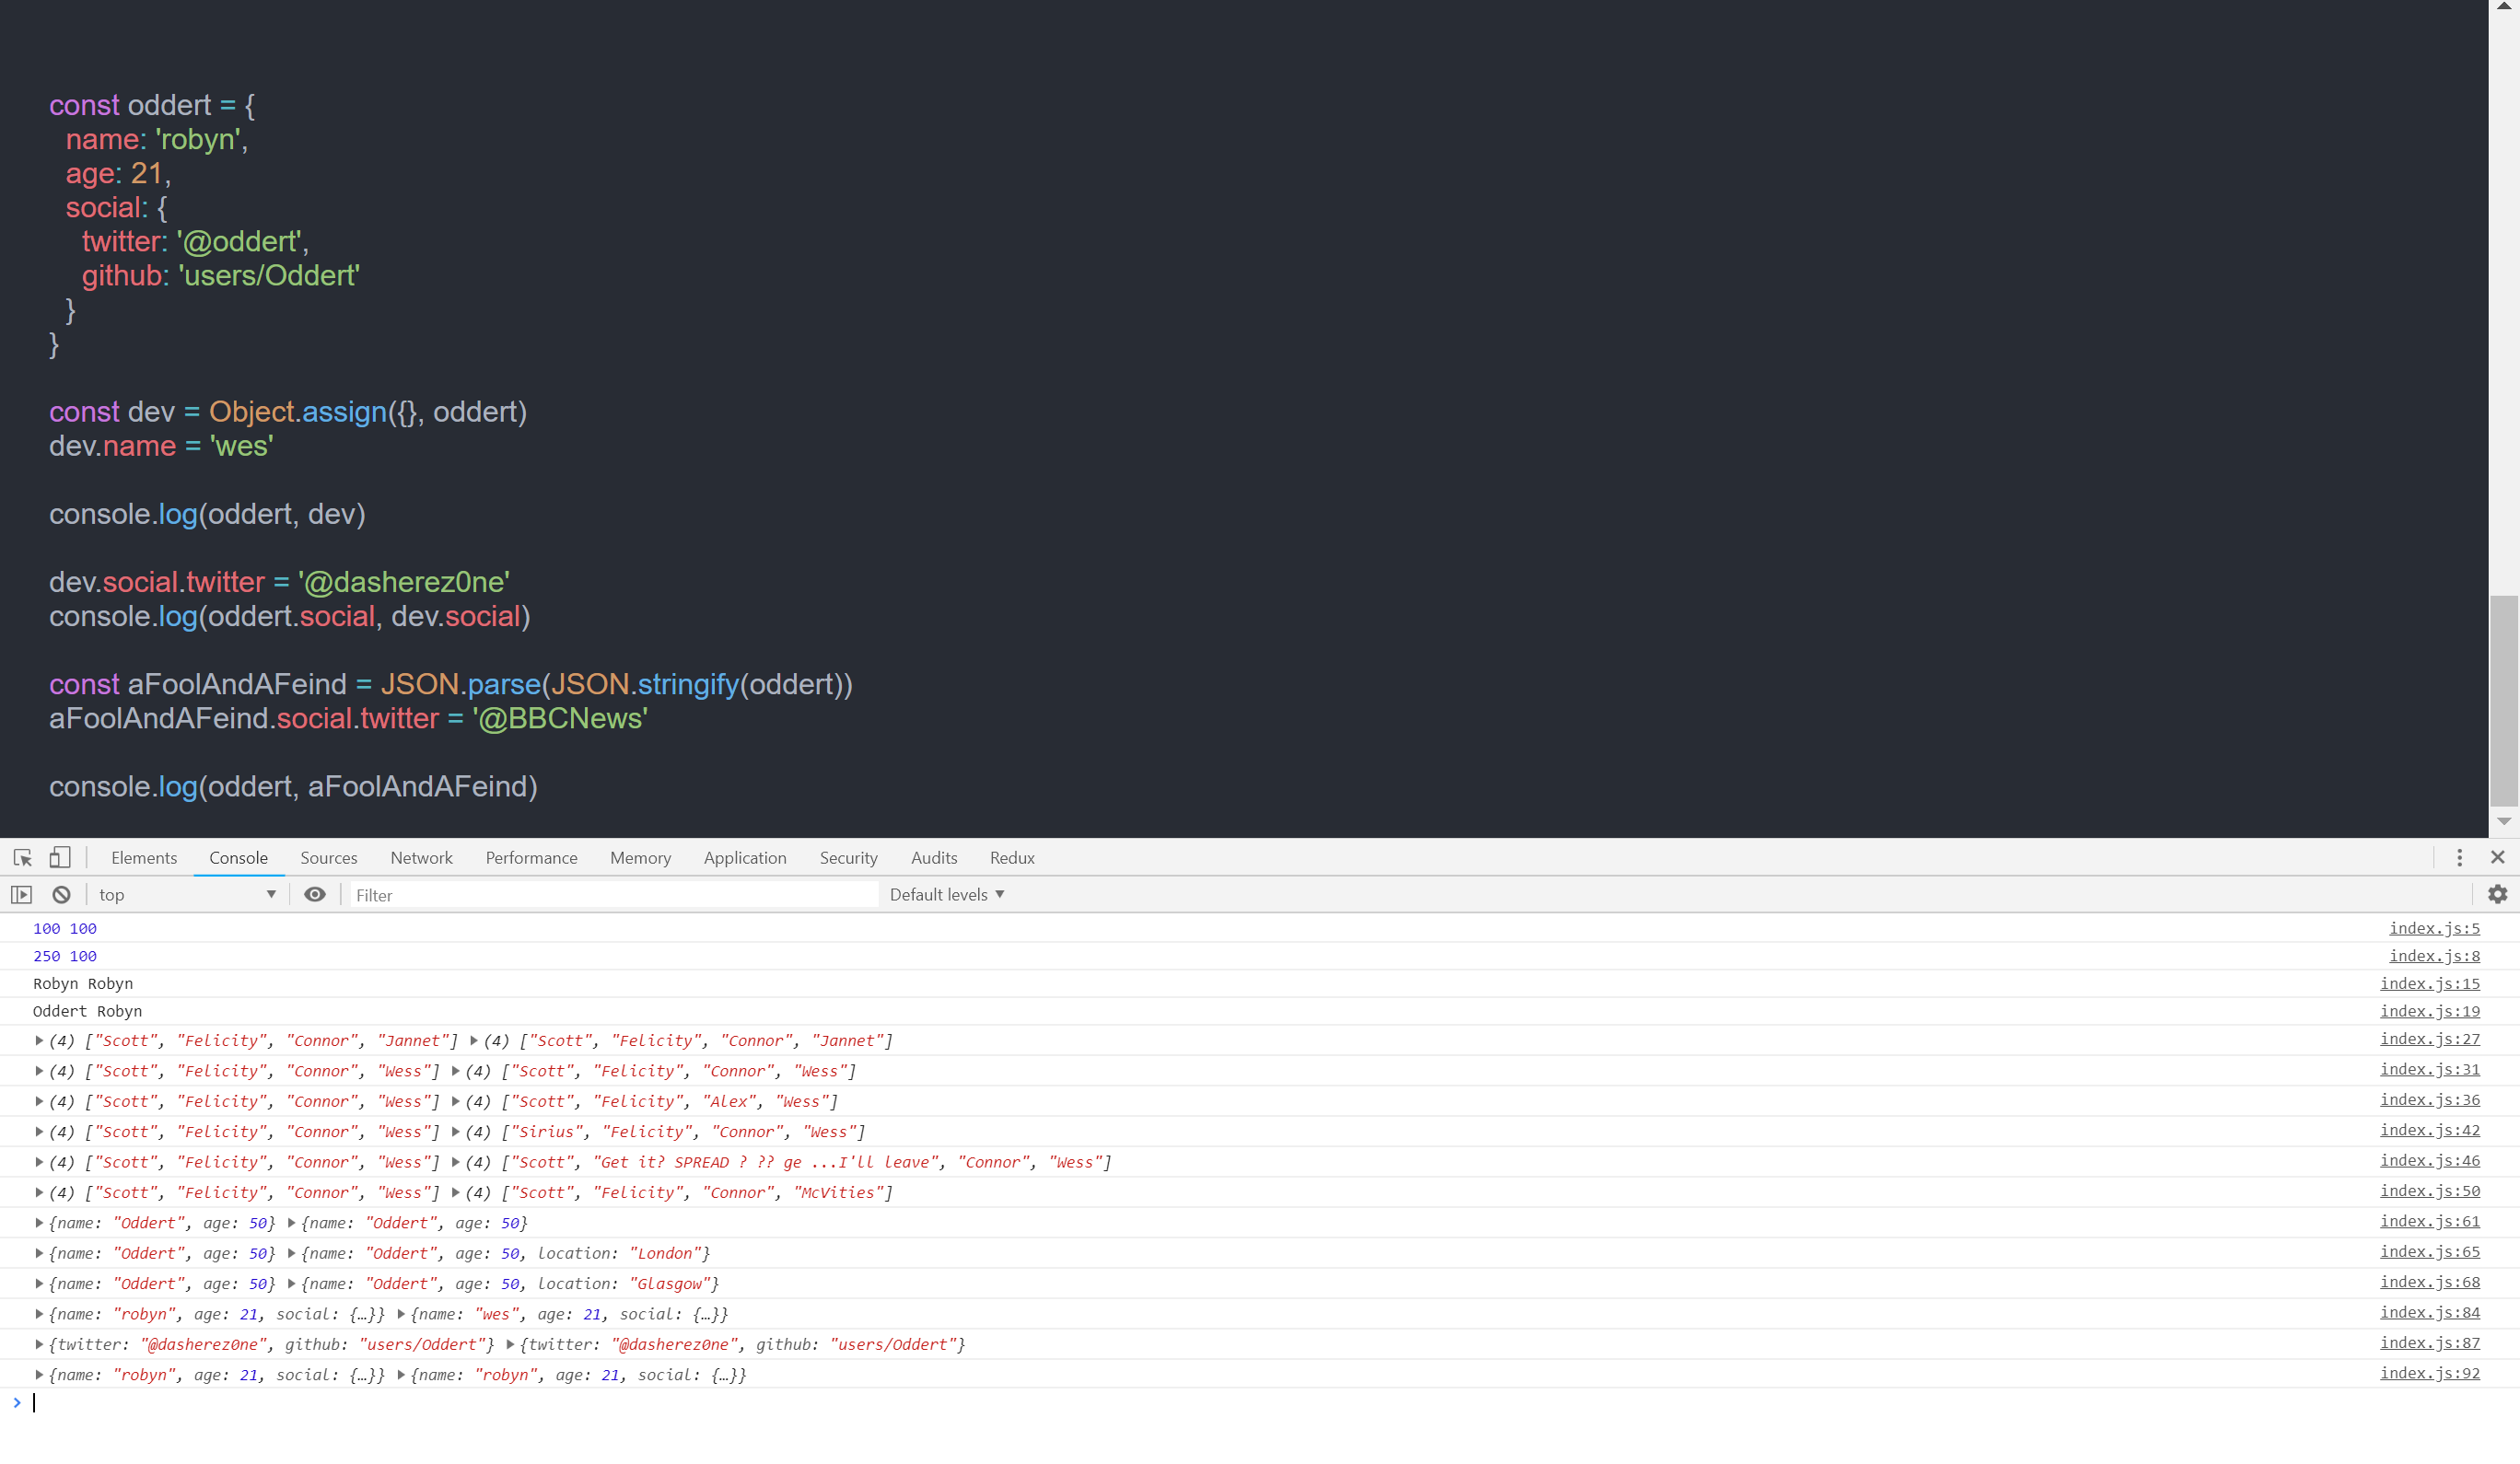 const oddert = {
name: 'robyn',
age: 21,
social: {
twitter: '@oddert',
github: 'users/Oddert'
}
}
const dev = Object.assign({}, oddert)
dev.name = 'wes'
console.log(oddert, dev)
dev.social.twitter = '@dasherez0ne'
console.log(oddert.social, dev.social)
const aFoolAndAFeind = JSON.parse(JSON.stringify(oddert))
aFoolAndAFeind.social.twitter = '@BBCNews'
console.log(oddert, aFoolAndAFeind)
Elements Console Sources Network Performance Memory Application Security Audits Redux
top Filter Default levels
100 100 index.js:5
250 100 index.js:8
Robyn Robyn index.js:15
Oddert Robyn index.js:19
(4) ["Scott", "Felicity", "Connor", "Jannet"] (4) ["Scott", "Felicity", "Connor", "Jannet"] index.js:27
(4) ["Scott", "Felicity", "Connor", "Wess"] (4) ["Scott", "Felicity", "Connor", "Wess"] index.js:31
(4) ["Scott", "Felicity", "Connor", "Wess"] (4) ["Scott", "Felicity", "Alex", "Wess"] index.js:36
(4) ["Scott", "Felicity", "Connor", "Wess"] (4) ["Sirius", "Felicity", "Connor", "Wess"] index.js:42
(4) ["Scott", "Felicity", "Connor", "Wess"] (4) ["Scott", "Get it? SPREAD ? ?? ge ...I'll leave", "Connor", "Wess"] index.js:46
(4) ["Scott", "Felicity", "Connor", "Wess"] (4) ["Scott", "Felicity", "Connor", "McVities"] index.js:50
{name: "Oddert", age: 50} {name: "Oddert", age: 50} index.js:61
{name: "Oddert", age: 50} {name: "Oddert", age: 50, location: "London"} index.js:65
{name: "Oddert", age: 50} {name: "Oddert", age: 50, location: "Glasgow"} index.js:68
{name: "robyn", age: 21, social: {…}} {name: "wes", age: 21, social: {…}} index.js:84
{twitter: "@dasherez0ne", github: "users/Oddert"} {twitter: "@dasherez0ne", github: "users/Oddert"} index.js:87
{name: "robyn", age: 21, social: {…}} {name: "robyn", age: 21, social: {…}} index.js:92